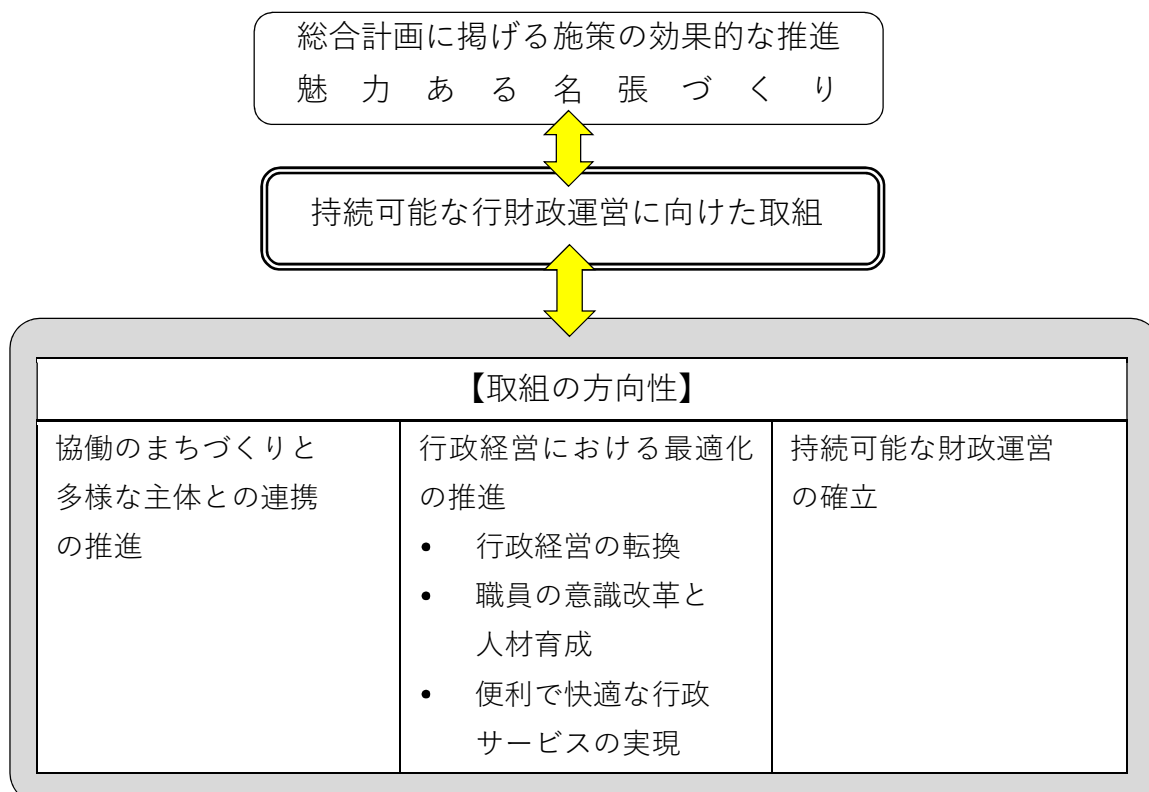 総合計画に掲げる施策の効果的な推進
魅力ある名張づくり
持続可能な行財政運営に向けた取組
【取組の方向性】
協働のまちづくりと
多様な主体との連携
の推進
行政経営における最適化
の推進
• 行政経営の転換
• 職員の意識改革と
人材育成
• 便利で快適な行政
サービスの実現
持続可能な財政運営
の確立